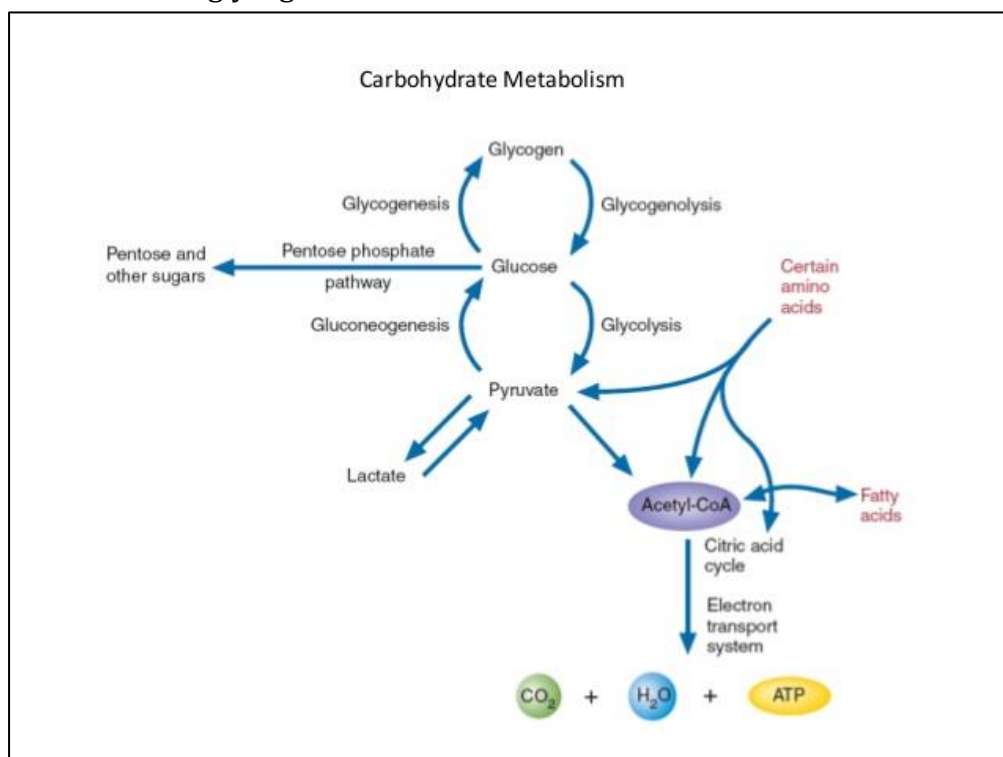 Carbohydrate Metabolism
Glycogen
Glycogenesis
Glycogenolysis
Pentose and
other sugars
Pentose phosphate
pathway
Glucose
Certain
amino
acids
Gluconeogenesis
Glycolysis
Pyruvate
Lactate
Acetyl-CoA
Fatty
acids
Citric acid
cycle
Electron
transport
system
CO2 + H2O + ATP